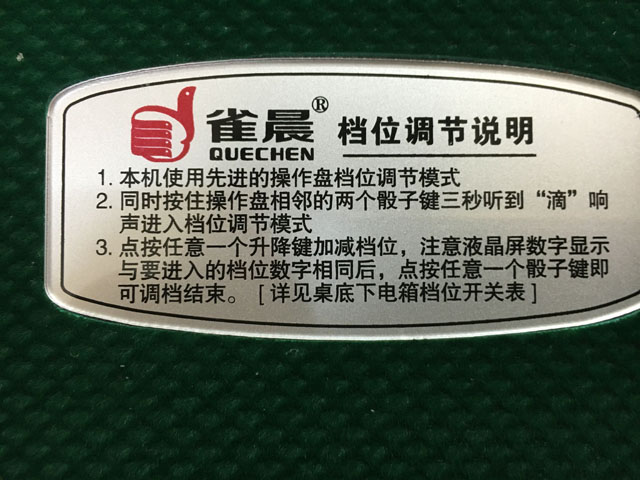 雀晨® 档位调节说明
QUECHEN
1. 本机使用先进的操作盘档位调节模式
2. 同时按住操作盘相邻的两个骰子键三秒听到“滴”响
声进入档位调节模式
3. 点按任意一个升降键加减档位，注意液晶屏数字显示
与要进入的档位数字相同后，点按任意一个骰子键即
可调档结束。[详见桌底下电箱档位开关表]